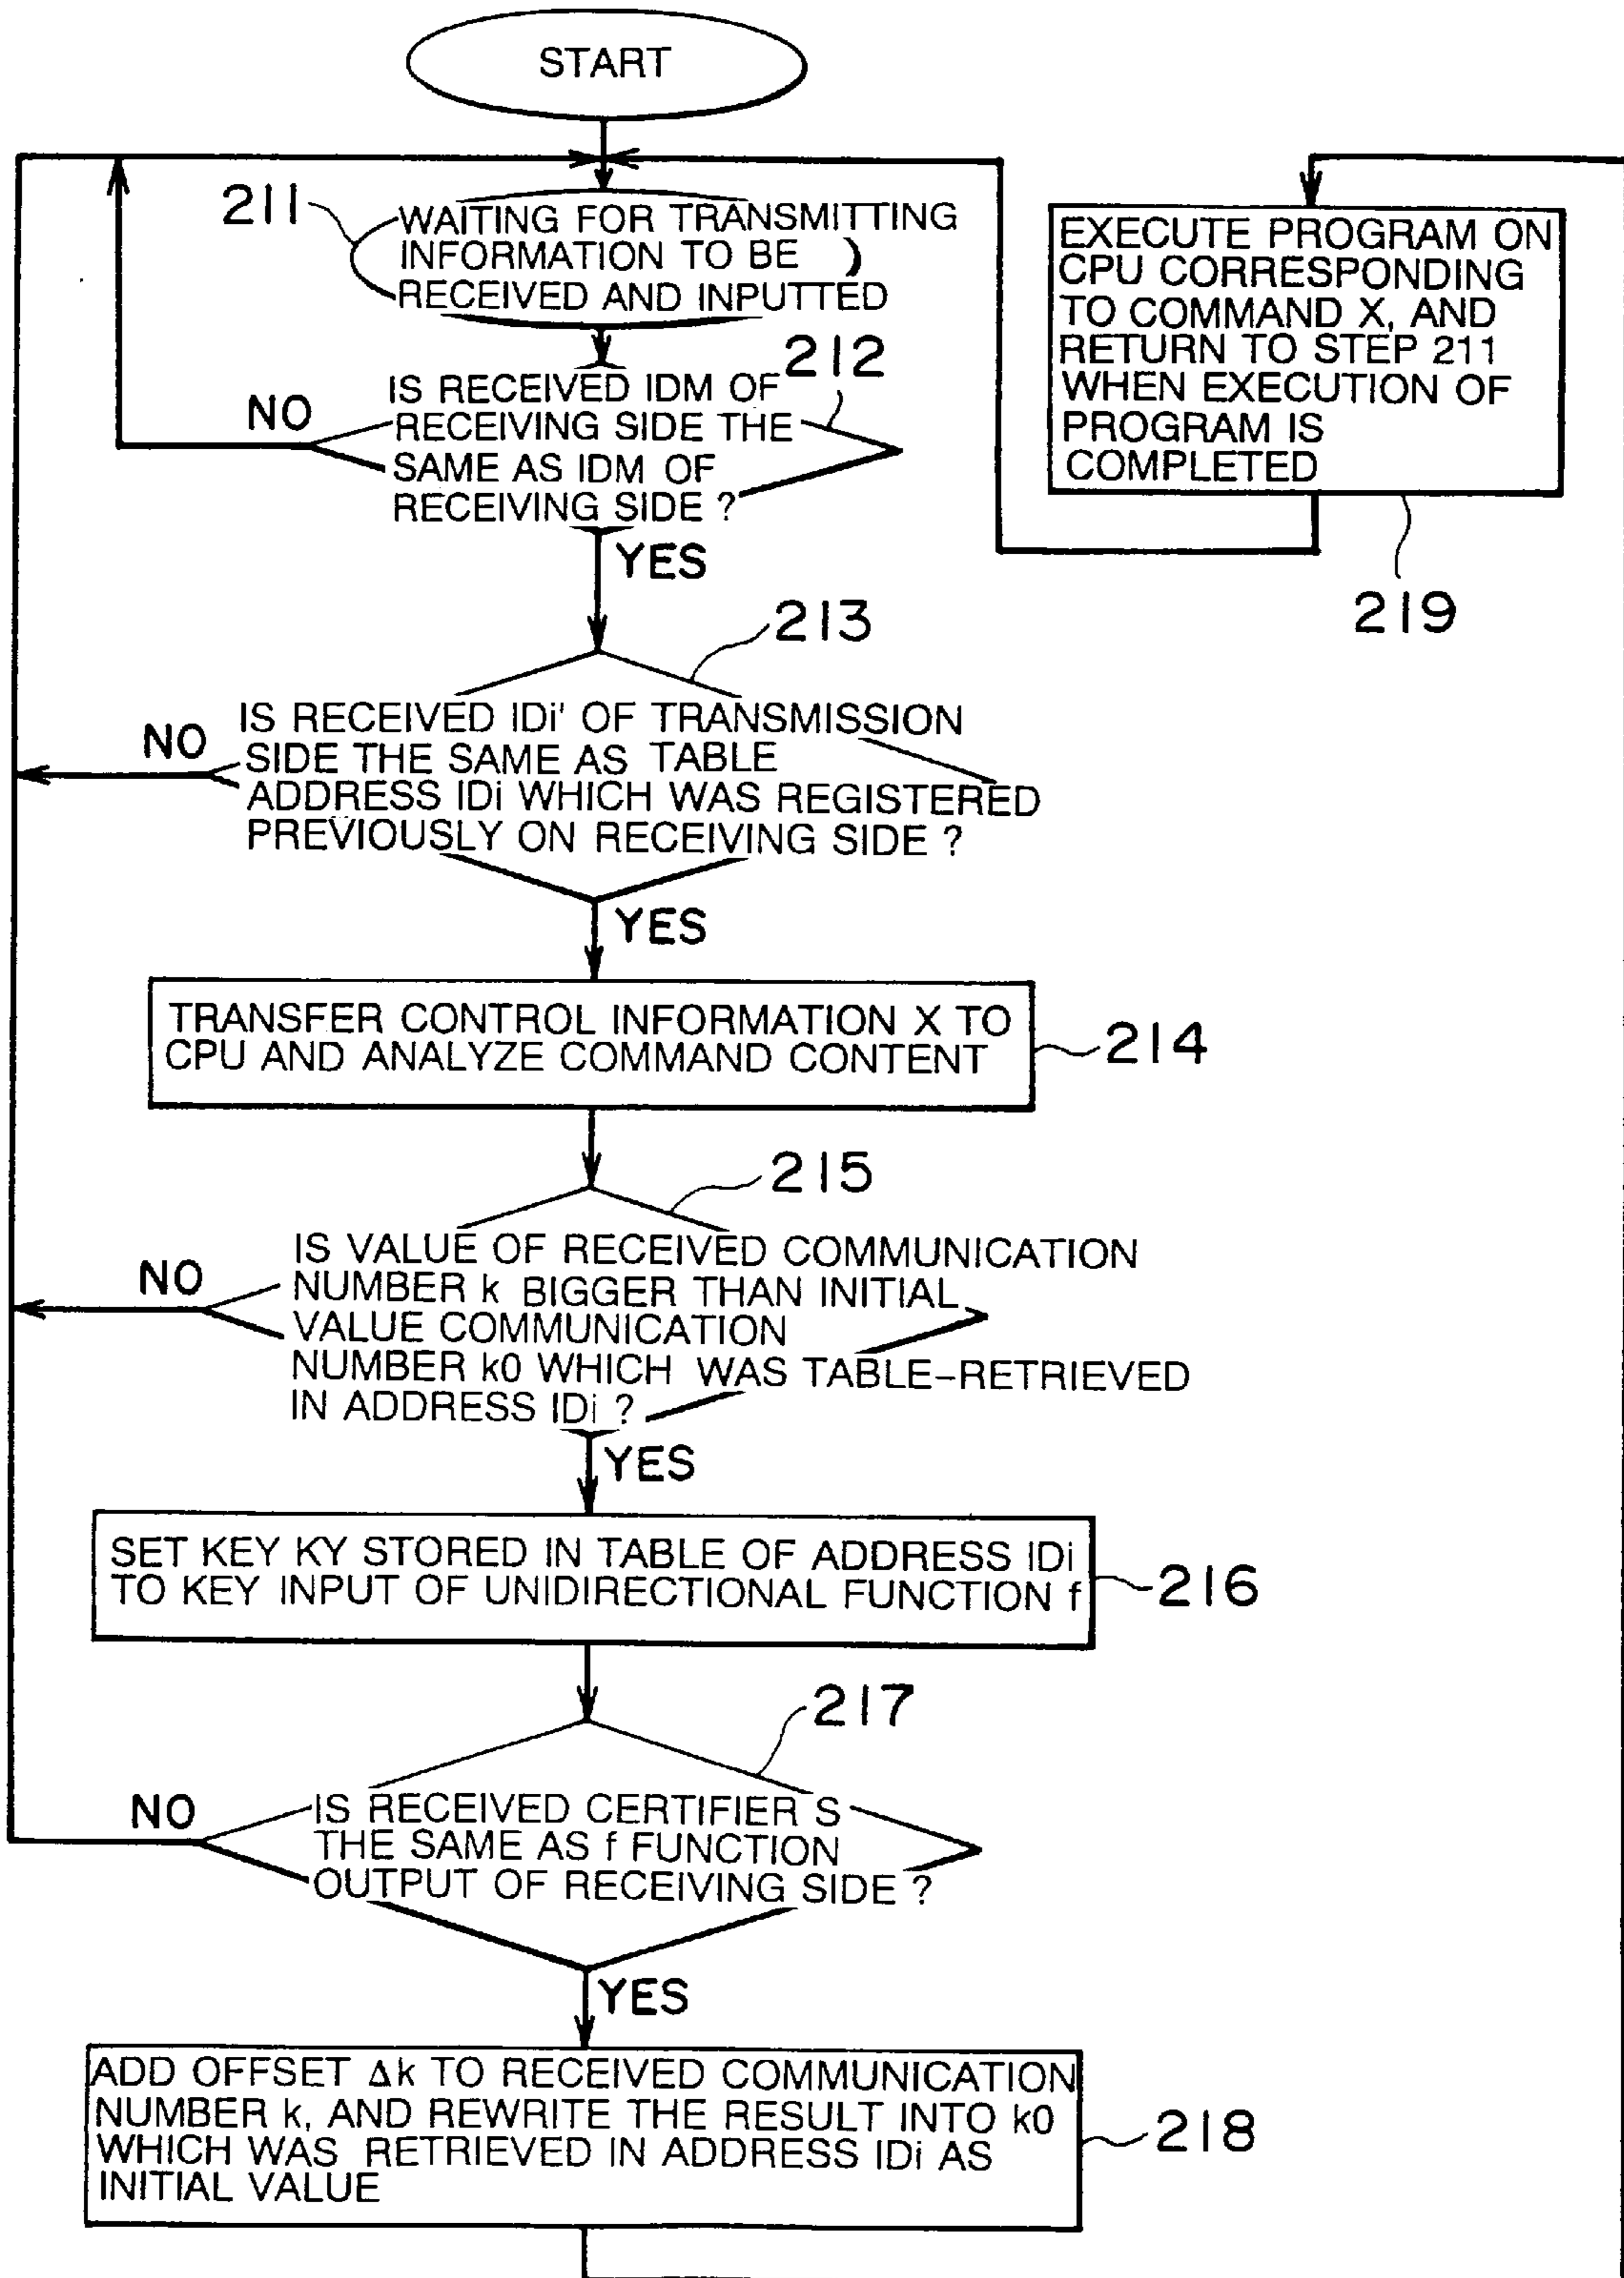 START
211
WAITING FOR TRANSMITTING
INFORMATION TO BE
RECEIVED AND INPUTTED
212
IS RECEIVED IDM OF
RECEIVING SIDE THE
SAME AS IDM OF
RECEIVING SIDE ?
NO
YES
213
IS RECEIVED IDi' OF TRANSMISSION
SIDE THE SAME AS TABLE
ADDRESS IDi WHICH WAS REGISTERED
PREVIOUSLY ON RECEIVING SIDE ?
NO
YES
TRANSFER CONTROL INFORMATION X TO
CPU AND ANALYZE COMMAND CONTENT
214
215
IS VALUE OF RECEIVED COMMUNICATION
NUMBER k BIGGER THAN INITIAL
VALUE COMMUNICATION
NUMBER k0 WHICH WAS TABLE-RETRIEVED
IN ADDRESS IDi ?
NO
YES
SET KEY KY STORED IN TABLE OF ADDRESS IDi
TO KEY INPUT OF UNIDIRECTIONAL FUNCTION f
216
217
IS RECEIVED CERTIFIER S
THE SAME AS f FUNCTION
OUTPUT OF RECEIVING SIDE ?
NO
YES
ADD OFFSET Δk TO RECEIVED COMMUNICATION
NUMBER k, AND REWRITE THE RESULT INTO k0
WHICH WAS RETRIEVED IN ADDRESS IDi AS
INITIAL VALUE
218
EXECUTE PROGRAM ON
CPU CORRESPONDING
TO COMMAND X, AND
RETURN TO STEP 211
WHEN EXECUTION OF
PROGRAM IS
COMPLETED
219